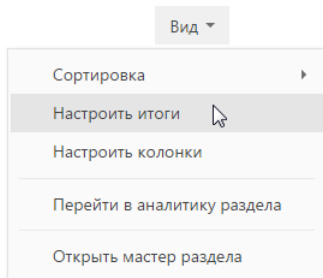 Вид
Сортировка
Настроить итоги
Настроить колонки
Перейти в аналитику раздела
Открыть мастер раздела